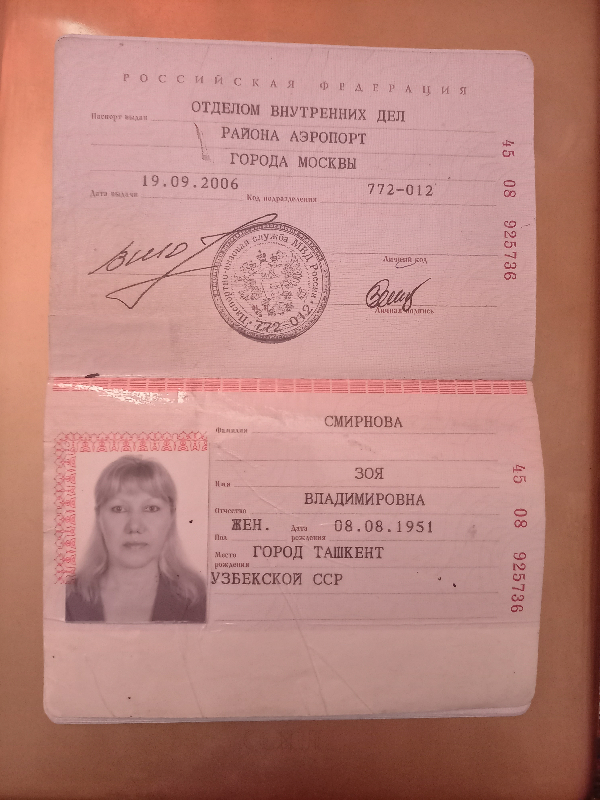 РОССИЙСКАЯ ФЕДЕРАЦИЯ
Паспорт выдан ОТДЕЛОМ ВНУТРЕННИХ ДЕЛ
РАЙОНА АЭРОПОРТ
ГОРОДА МОСКВЫ
Дата выдачи 19.09.2006 Код подразделения 772-012
45 08 925736
Паспортно-визовая служба МВД России 772-012
Личный код
Личная подпись
Фамилия СМИРНОВА
Имя ЗОЯ
Отчество ВЛАДИМИРОВНА
Пол ЖЕН. Дата рождения 08.08.1951
Место рождения ГОРОД ТАШКЕНТ
УЗБЕКСКОЙ ССР
45 08 925736